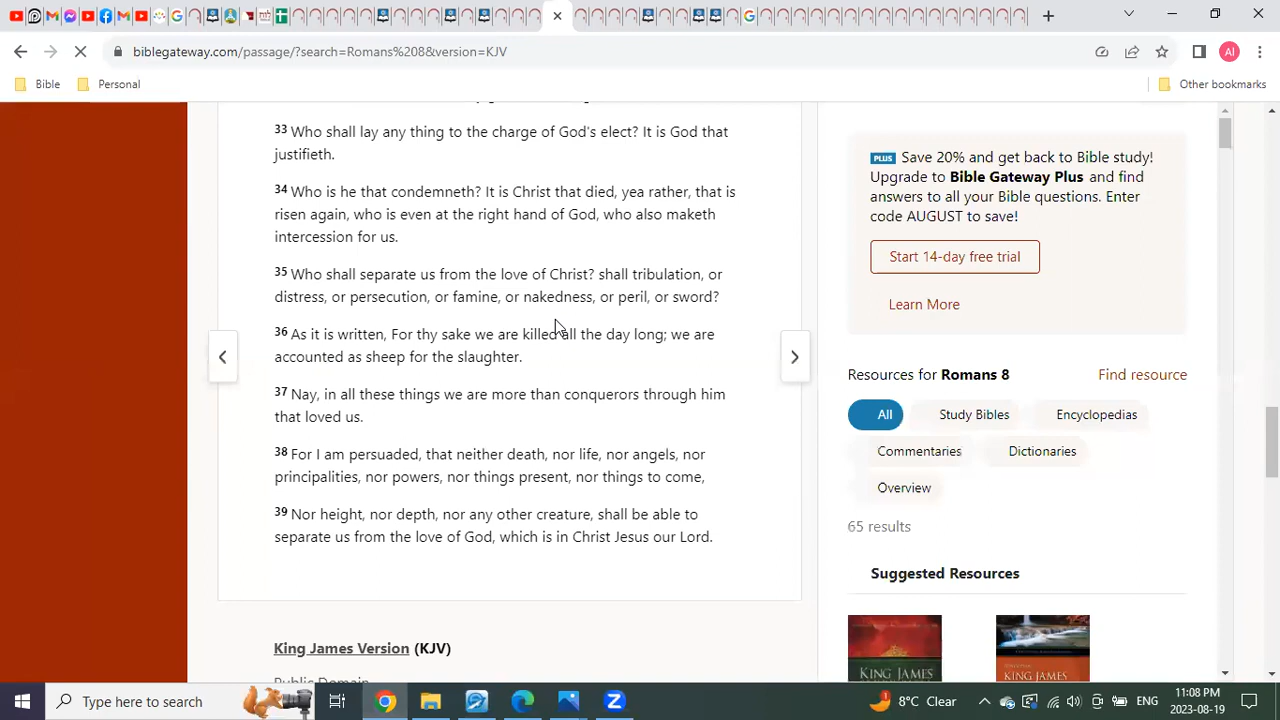 biblegateway.com/passage/?search=Romans%208&version=KJV
AI
Bible
Personal
Other bookmarks
33 Who shall lay any thing to the charge of God's elect? It is God that
justifieth.
34 Who is he that condemneth? It is Christ that died, yea rather, that is
risen again, who is even at the right hand of God, who also maketh
intercession for us.
35 Who shall separate us from the love of Christ? shall tribulation, or
distress, or persecution, or famine, or nakedness, or peril, or sword?
36 As it is written, For thy sake we are killed all the day long; we are
accounted as sheep for the slaughter.
37 Nay, in all these things we are more than conquerors through him
that loved us.
38 For I am persuaded, that neither death, nor life, nor angels, nor
principalities, nor powers, nor things present, nor things to come,
39 Nor height, nor depth, nor any other creature, shall be able to
separate us from the love of God, which is in Christ Jesus our Lord.
King James Version (KJV)
Public Domain
PLUS Save 20% and get back to Bible study!
Upgrade to Bible Gateway Plus and find
answers to all your Bible questions. Enter
code AUGUST to save!
Start 14-day free trial
Learn More
Resources for Romans 8 Find resource
All Study Bibles Encyclopedias
Commentaries Dictionaries
Overview
65 results
Suggested Resources
KING JAMES
KING JAMES
Type here to search
1
8°C Clear
ENG
11:08 PM
2023-08-19